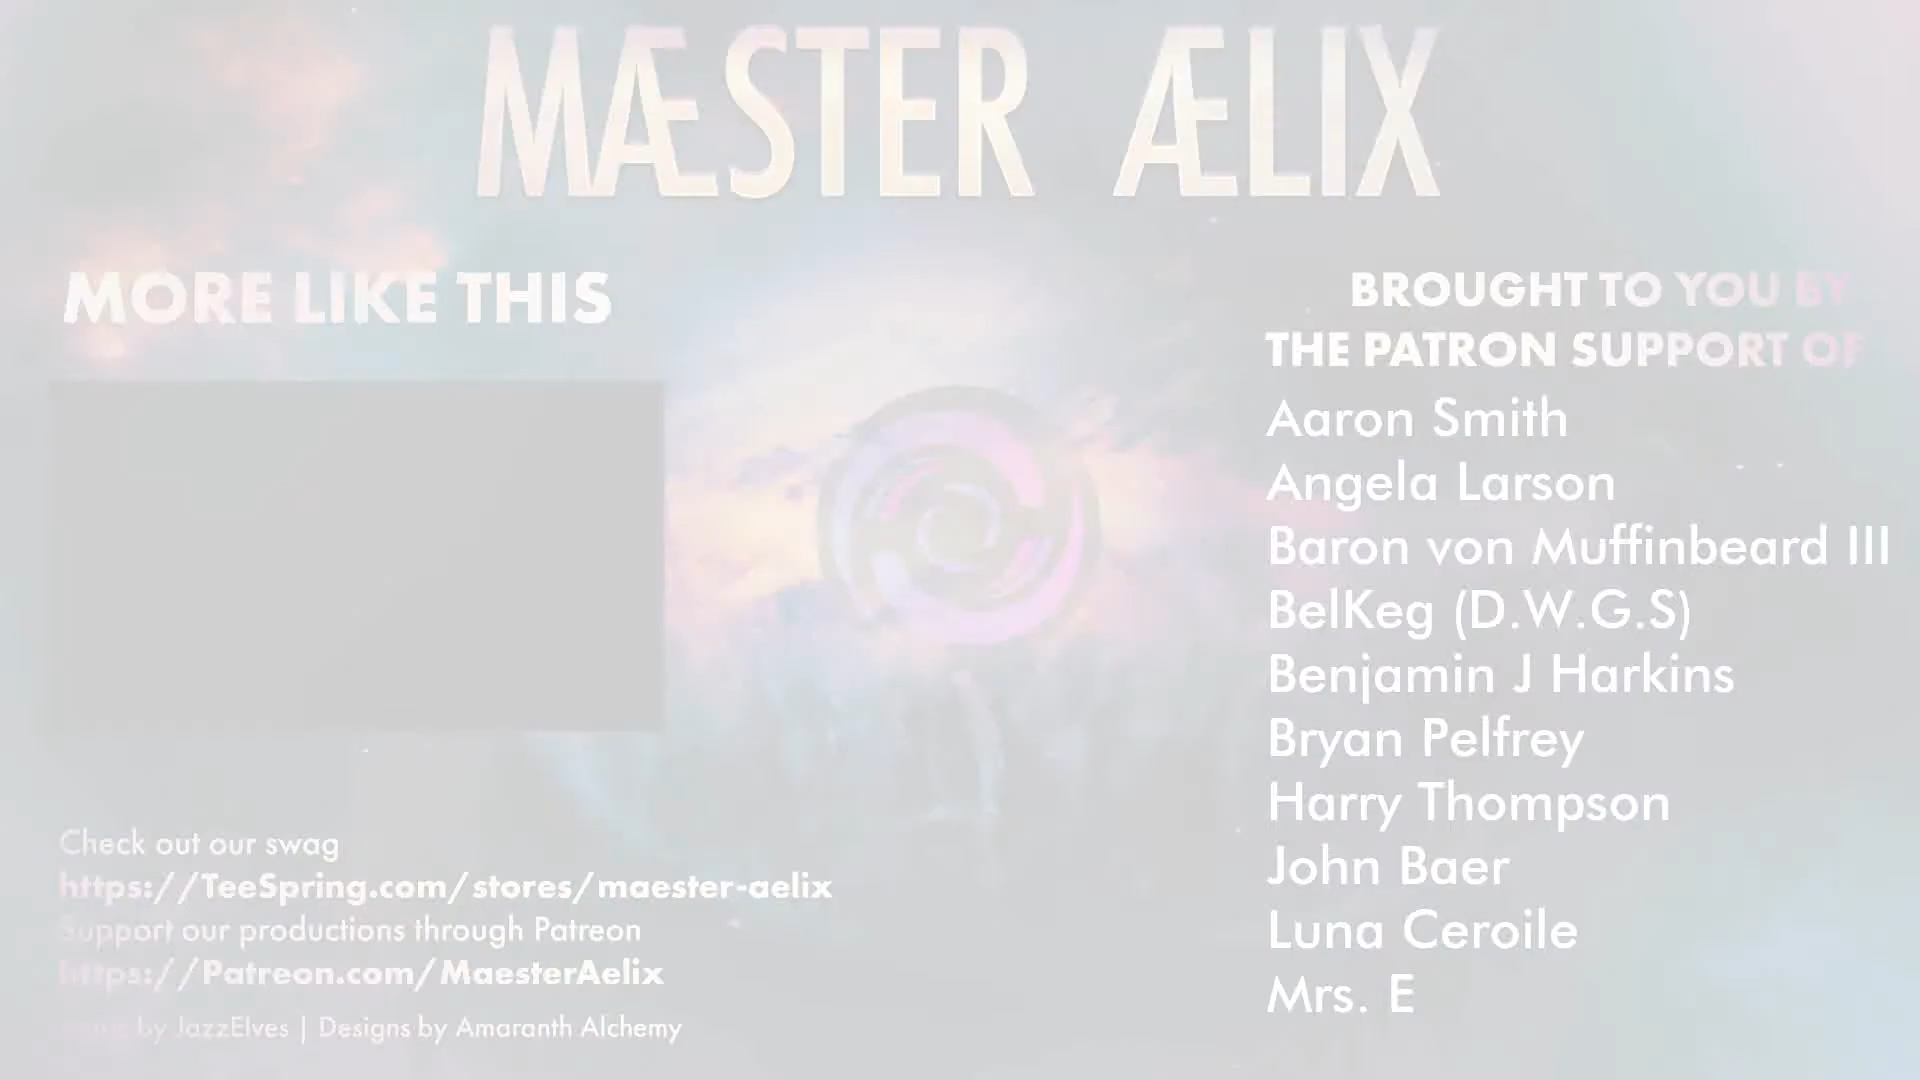 MÆSTER ÆLIX
MORE LIKE THIS
BROUGHT TO YOU BY
THE PATRON SUPPORT OF
Aaron Smith
Angela Larson
Baron von Muffinbeard III
BelKeg (D.W.G.S)
Benjamin J Harkins
Bryan Pelfrey
Harry Thompson
John Baer
Luna Ceroile
Mrs. E
Check out our swag
https://TeeSpring.com/stores/maester-aelix
Support our productions through Patreon
https://Patreon.com/MaesterAelix
by JazzElves | Designs by Amaranth Alchemy